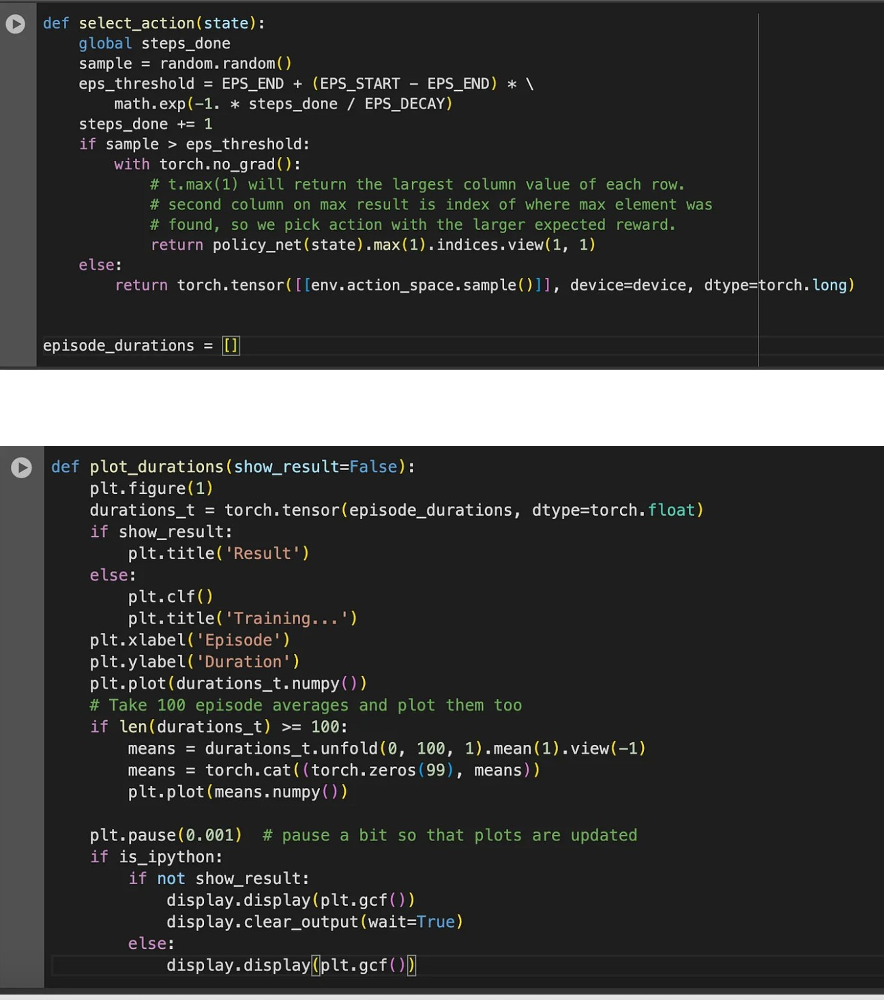 def select_action(state):
    global steps_done
    sample = random.random()
    eps_threshold = EPS_END + (EPS_START - EPS_END) * \
        math.exp(-1. * steps_done / EPS_DECAY)
    steps_done += 1
    if sample > eps_threshold:
        with torch.no_grad():
            # t.max(1) will return the largest column value of each row.
            # second column on max result is index of where max element was
            # found, so we pick action with the larger expected reward.
            return policy_net(state).max(1).indices.view(1, 1)
    else:
        return torch.tensor([[env.action_space.sample()]], device=device, dtype=torch.long)
episode_durations = []
def plot_durations(show_result=False):
    plt.figure(1)
    durations_t = torch.tensor(episode_durations, dtype=torch.float)
    if show_result:
        plt.title('Result')
    else:
        plt.clf()
        plt.title('Training...')
    plt.xlabel('Episode')
    plt.ylabel('Duration')
    plt.plot(durations_t.numpy())
    # Take 100 episode averages and plot them too
    if len(durations_t) >= 100:
        means = durations_t.unfold(0, 100, 1).mean(1).view(-1)
        means = torch.cat((torch.zeros(99), means))
        plt.plot(means.numpy())
    plt.pause(0.001)  # pause a bit so that plots are updated
    if is_ipython:
        if not show_result:
            display.display(plt.gcf())
            display.clear_output(wait=True)
        else:
            display.display(plt.gcf())